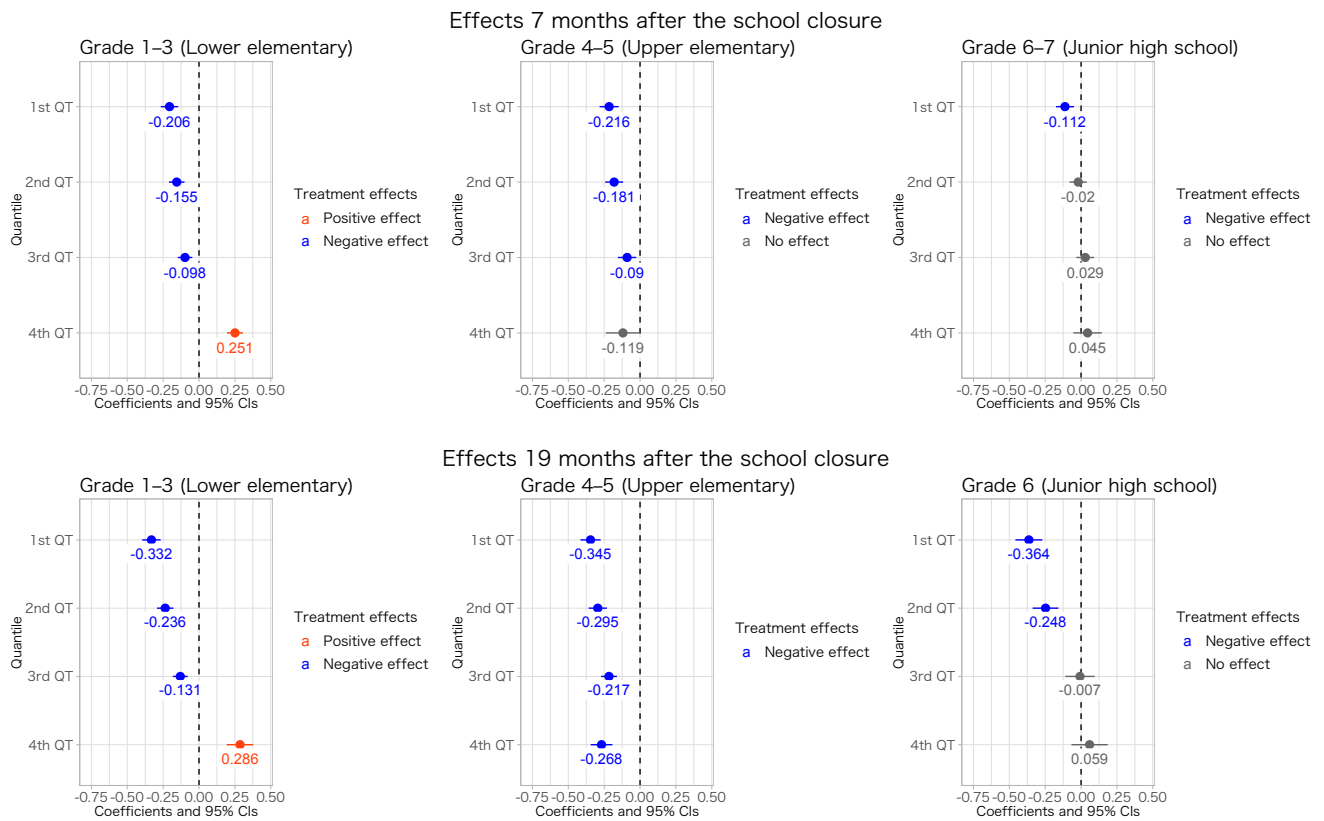 Effects 7 months after the school closure
Grade 1–3 (Lower elementary)
1st QT
-0.206
2nd QT
-0.155
3rd QT
-0.098
4th QT
0.251
Quantile
-0.75 -0.50 -0.25 0.00 0.25 0.50
Coefficients and 95% CIs
Treatment effects
a Positive effect
a Negative effect
Grade 4–5 (Upper elementary)
1st QT
-0.216
2nd QT
-0.181
3rd QT
-0.09
4th QT
-0.119
Quantile
-0.75 -0.50 -0.25 0.00 0.25 0.50
Coefficients and 95% CIs
Treatment effects
a Negative effect
a No effect
Grade 6–7 (Junior high school)
1st QT
-0.112
2nd QT
-0.02
3rd QT
0.029
4th QT
0.045
Quantile
-0.75 -0.50 -0.25 0.00 0.25 0.50
Coefficients and 95% CIs
Treatment effects
a Negative effect
a No effect
Effects 19 months after the school closure
Grade 1–3 (Lower elementary)
1st QT
-0.332
2nd QT
-0.236
3rd QT
-0.131
4th QT
0.286
Quantile
-0.75 -0.50 -0.25 0.00 0.25 0.50
Coefficients and 95% CIs
Treatment effects
a Positive effect
a Negative effect
Grade 4–5 (Upper elementary)
1st QT
-0.345
2nd QT
-0.295
3rd QT
-0.217
4th QT
-0.268
Quantile
-0.75 -0.50 -0.25 0.00 0.25 0.50
Coefficients and 95% CIs
Treatment effects
a Negative effect
Grade 6 (Junior high school)
1st QT
-0.364
2nd QT
-0.248
3rd QT
-0.007
4th QT
0.059
Quantile
-0.75 -0.50 -0.25 0.00 0.25 0.50
Coefficients and 95% CIs
Treatment effects
a Negative effect
a No effect